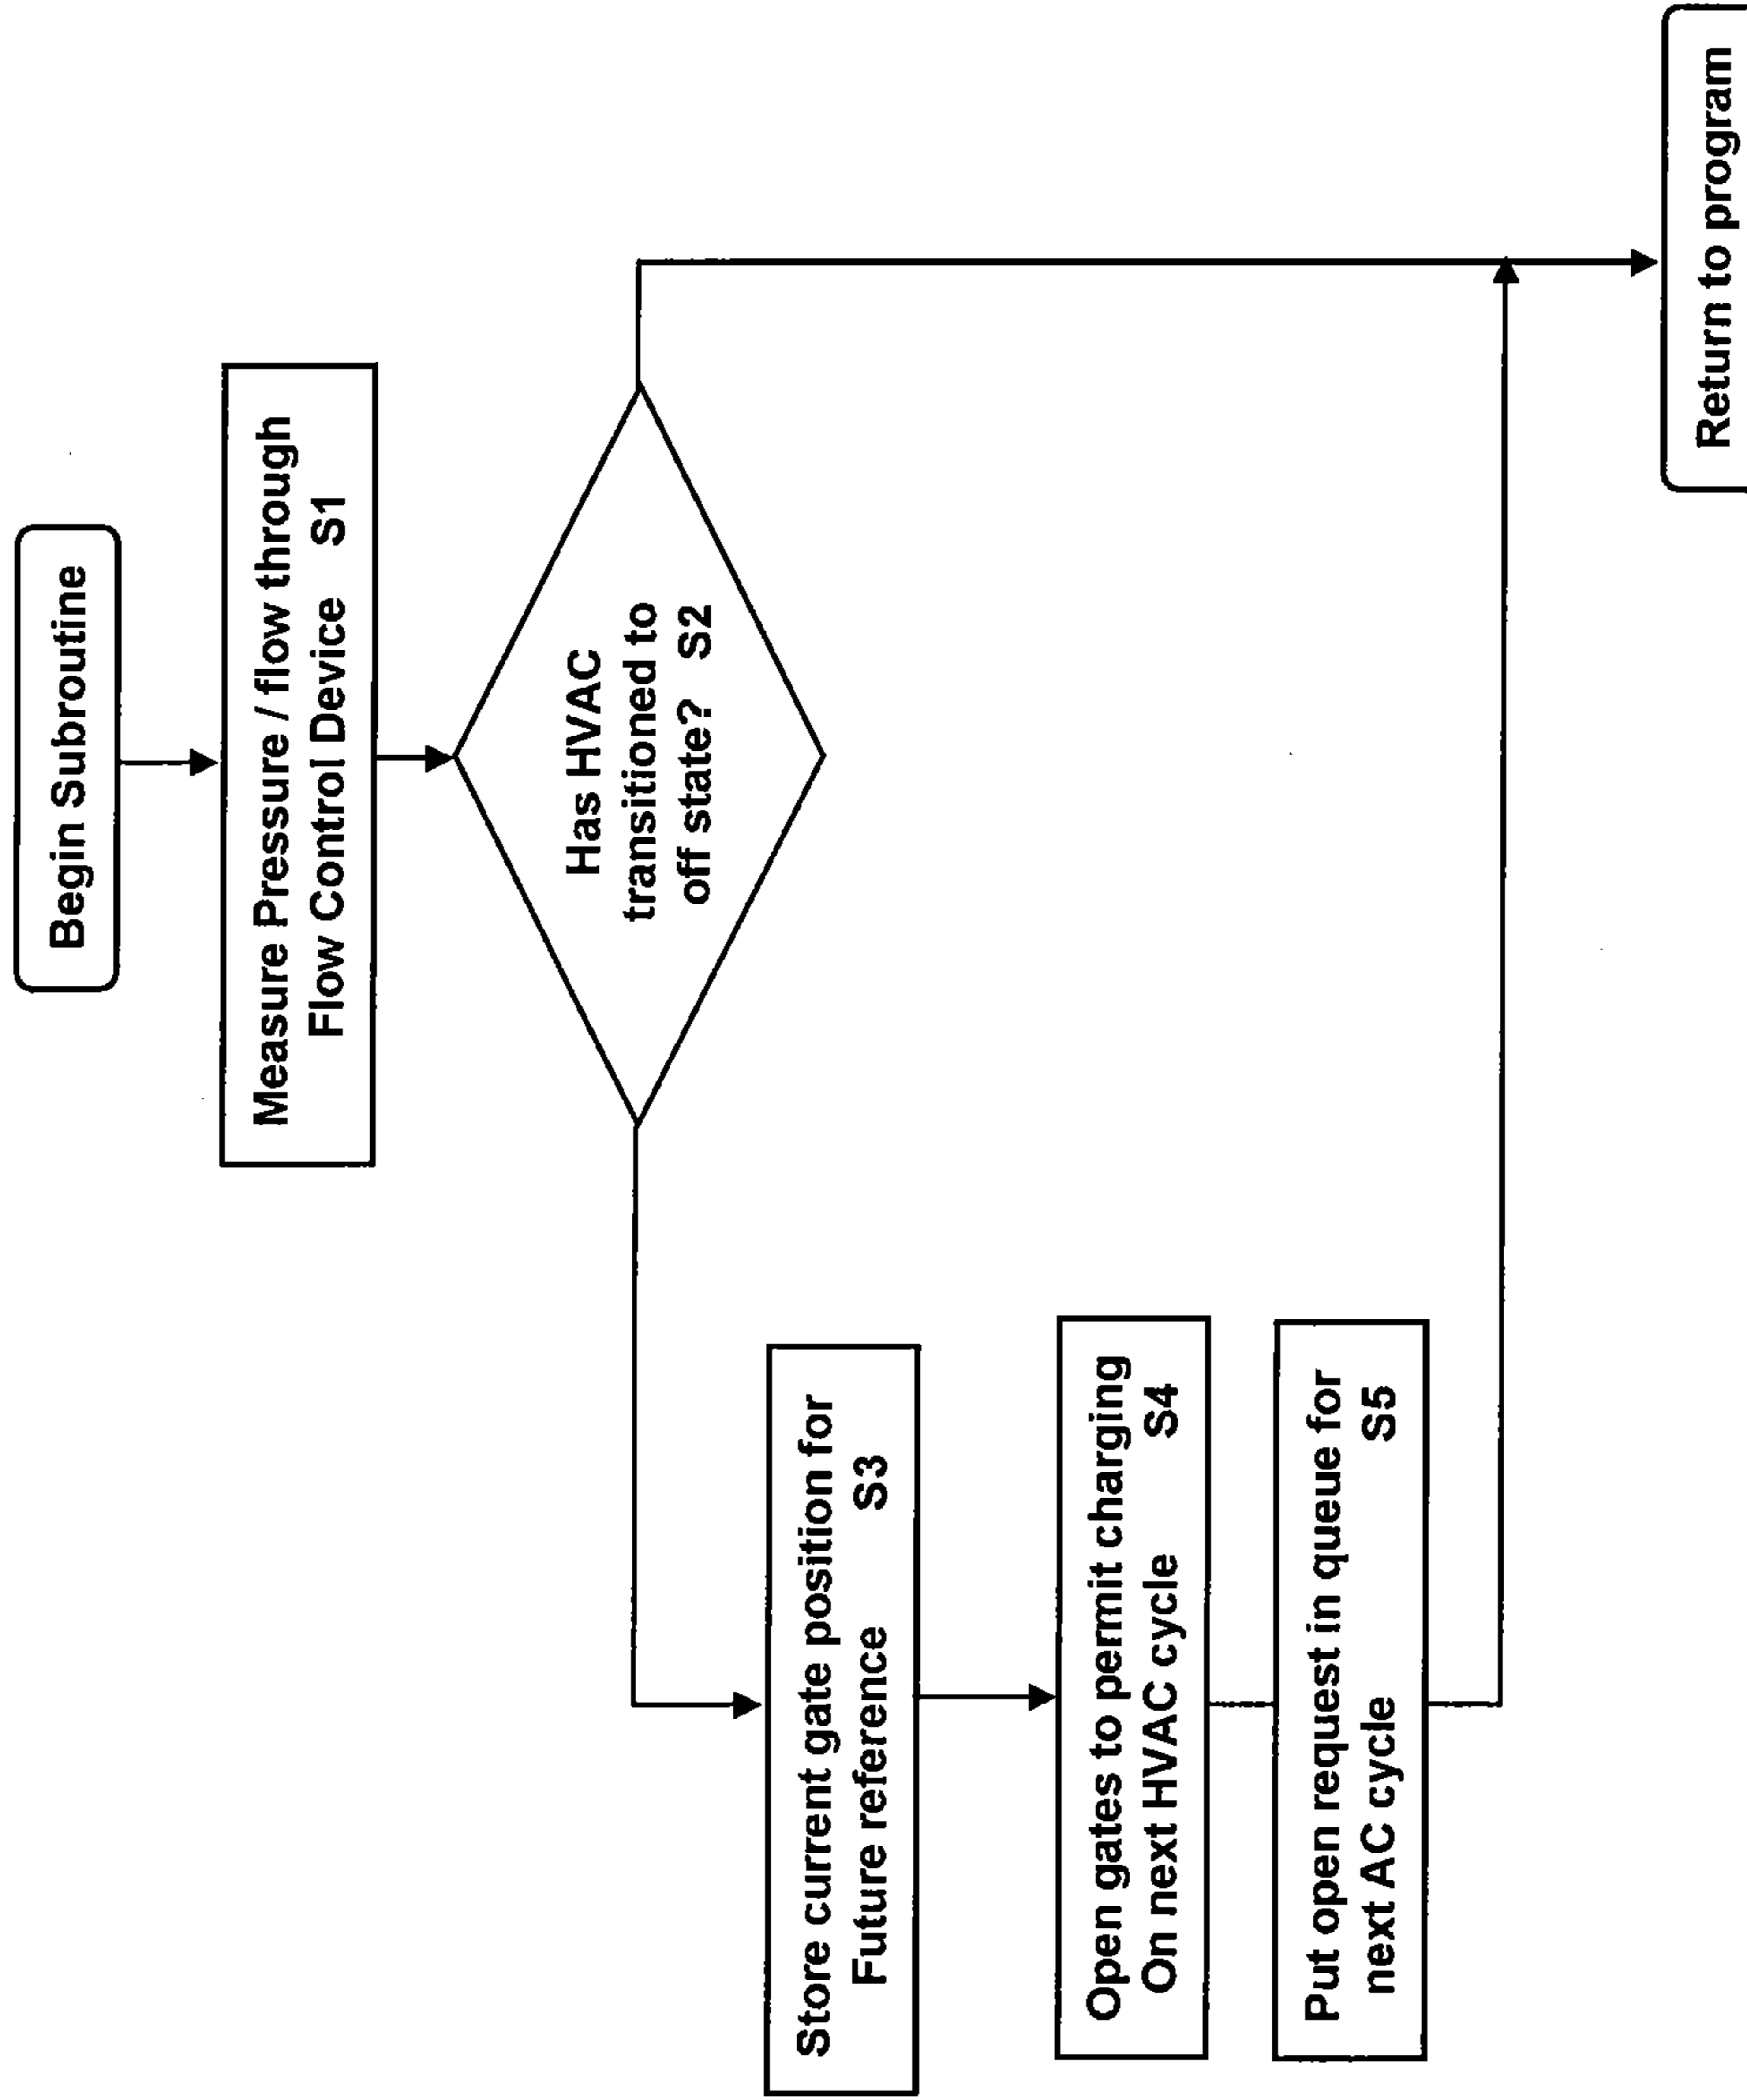 Begin Subroutine
Measure Pressure / flow through
Flow Control Device S1
Has HVAC
transitioned to
off state? S2
Store current gate position for
Future reference S3
Open gates to permit charging
On next HVAC cycle S4
Put open request in queue for
next AC cycle S5
Return to program